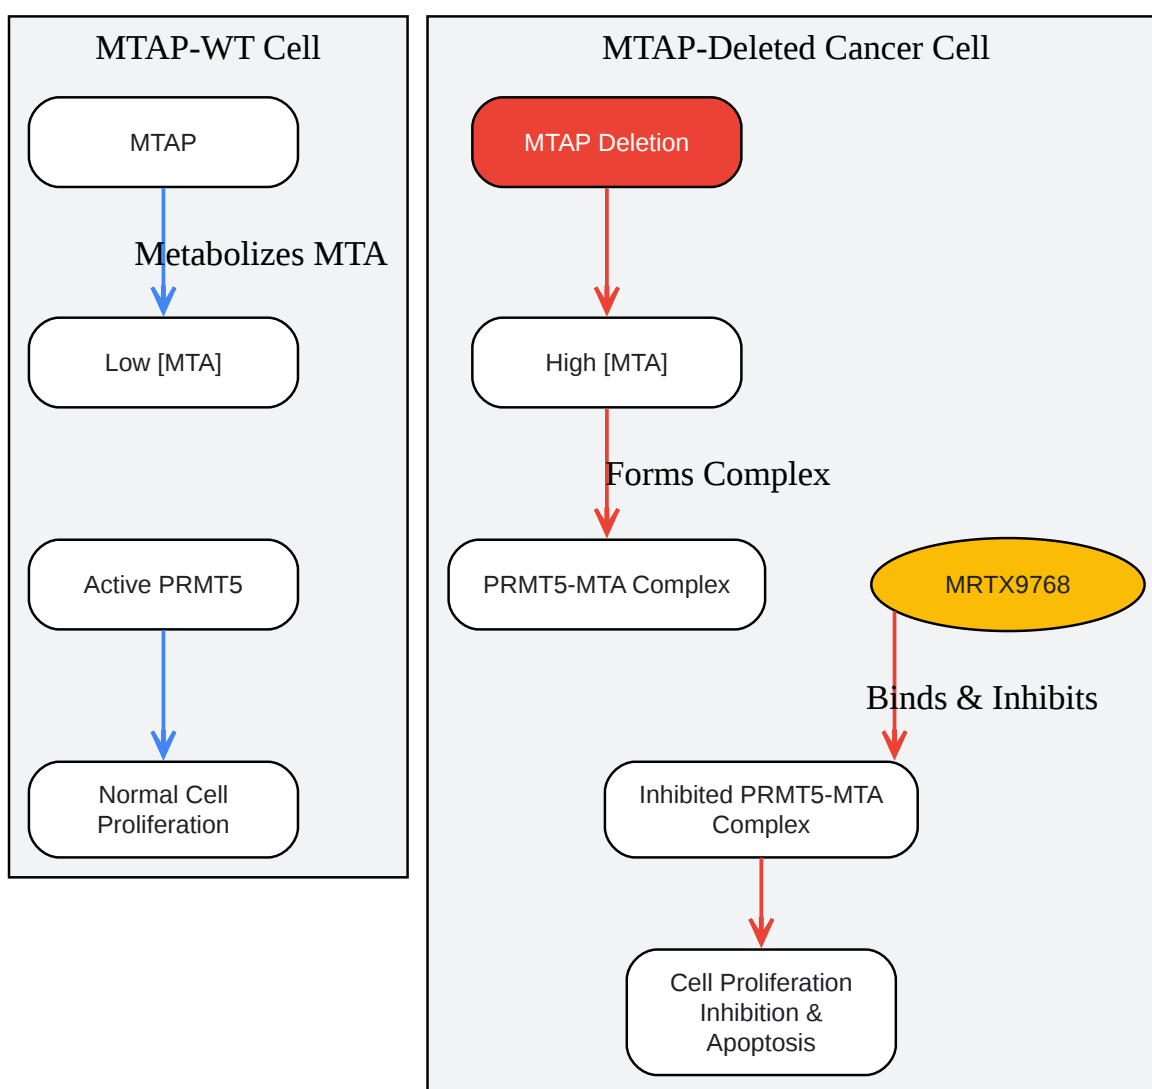 MTAP-WT Cell
MTAP
Metabolizes MTA
Low [MTA]
Active PRMT5
Normal Cell
Proliferation
MTAP-Deleted Cancer Cell
MTAP Deletion
High [MTA]
Forms Complex
PRMT5-MTA Complex
MRTX9768
Binds & Inhibits
Inhibited PRMT5-MTA
Complex
Cell Proliferation
Inhibition &
Apoptosis